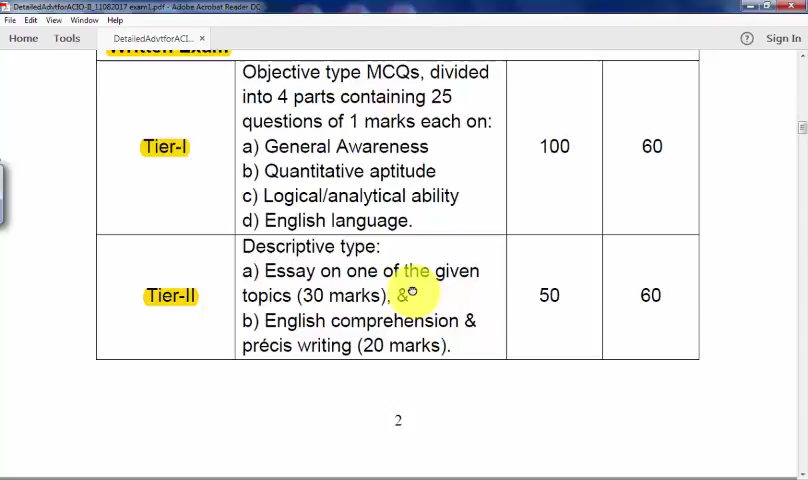 DetailedAdvtforACIO-II_11082017 exam1.pdf - Adobe Acrobat Reader DC
File Edit View Window Help
Home Tools DetailedAdvtforACI... × ? Sign In
Written Exam
Objective type MCQs, divided
into 4 parts containing 25
questions of 1 marks each on:
Tier-I a) General Awareness 100 60
b) Quantitative aptitude
c) Logical/analytical ability
d) English language.
Descriptive type:
a) Essay on one of the given
Tier-II topics (30 marks), & 50 60
b) English comprehension &
précis writing (20 marks).
2